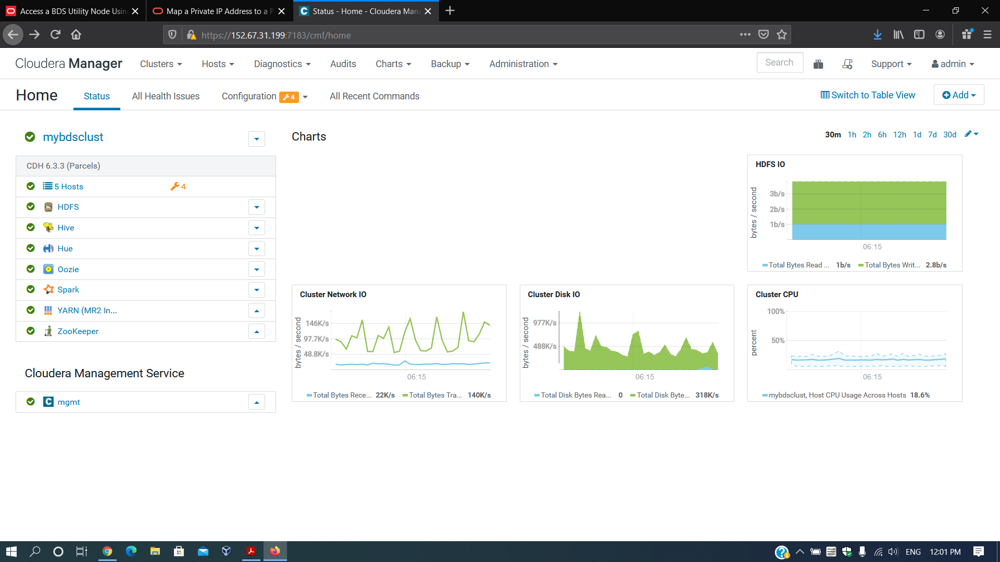 Access a BDS Utility Node Usin
Map a Private IP Address to a P
Status - Home - Cloudera Mana
https://152.67.31.199:7183/cmf/home
Cloudera Manager
Clusters
Hosts
Diagnostics
Audits
Charts
Backup
Administration
Search
Support
admin
Home
Status
All Health Issues
Configuration
4
All Recent Commands
Switch to Table View
Add
mybdsclust
CDH 6.3.3 (Parcels)
5 Hosts
4
HDFS
Hive
Hue
Oozie
Spark
YARN (MR2 In...
ZooKeeper
Cloudera Management Service
C mgmt
Charts
30m 1h 2h 6h 12h 1d 7d 30d
HDFS IO
bytes / second
3b/s
2b/s
1b/s
06:15
Total Bytes Read ... 1b/s Total Bytes Writ... 2.8b/s
Cluster Network IO
bytes / second
146K/s
97.7K/s
48.8K/s
06:15
Total Bytes Rece... 22K/s Total Bytes Tra... 140K/s
Cluster Disk IO
bytes / second
977K/s
488K/s
06:15
Total Disk Bytes Rea... 0 Total Disk Byte... 318K/s
Cluster CPU
percent
100%
50%
06:15
mybdsclust, Host CPU Usage Across Hosts 18.6%
ENG
12:01 PM